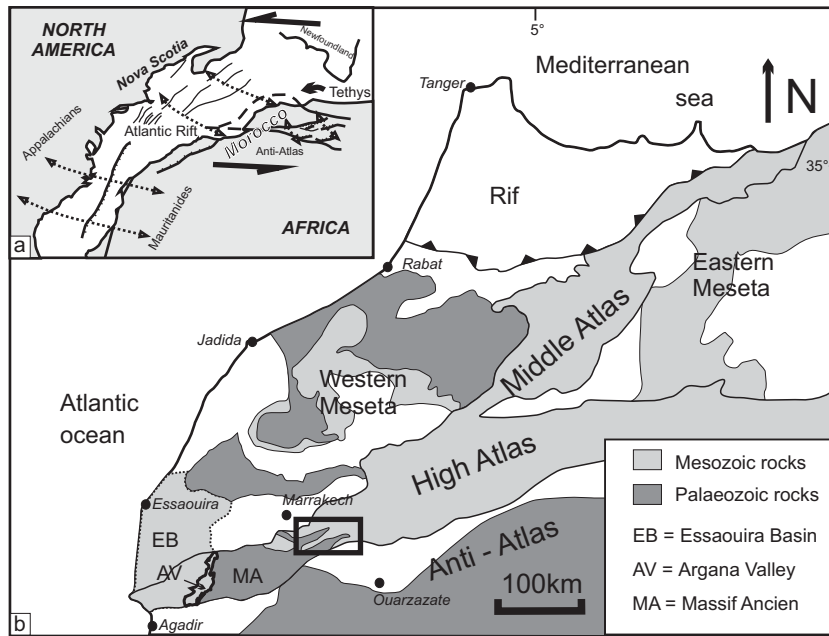 NORTH
AMERICA
Nova Scotia
Newfoundland
Tethys
Appalachians
Atlantic Rift
Morocco
Anti-Atlas
Mauritanides
AFRICA
a
5°
Mediterranean
sea
Tanger
N
35°
Rif
Rabat
Eastern
Meseta
Jadida
Middle Atlas
Western
Meseta
Atlantic
ocean
High Atlas
Essaouira
Marrakech
EB
AV
MA
Anti - Atlas
Ouarzazate
100km
Agadir
b
Mesozoic rocks
Palaeozoic rocks
EB = Essaouira Basin
AV = Argana Valley
MA = Massif Ancien